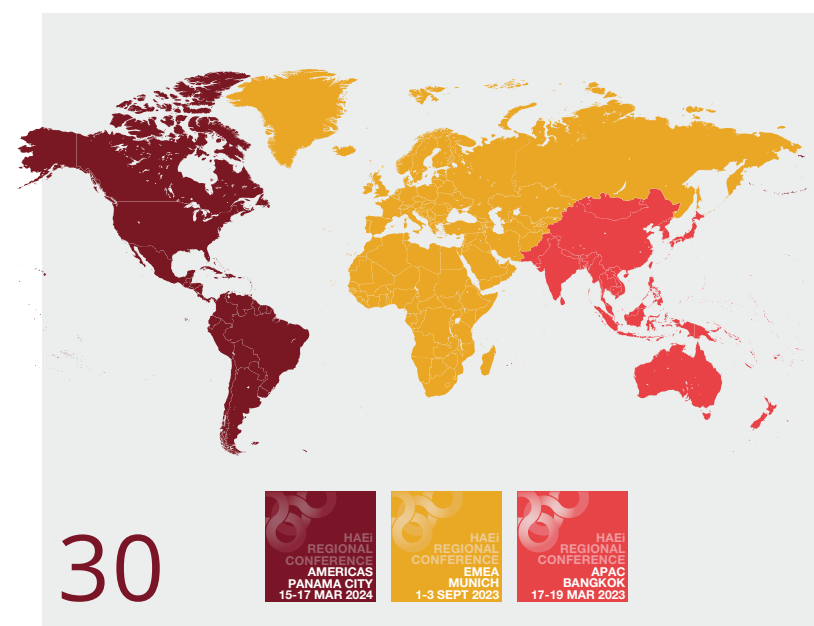 30
HAEi
REGIONAL
CONFERENCE
AMERICAS
PANAMA CITY
15-17 MAR 2024
HAEi
REGIONAL
CONFERENCE
EMEA
MUNICH
1-3 SEPT 2023
HAEi
REGIONAL
CONFERENCE
APAC
BANGKOK
17-19 MAR 2023